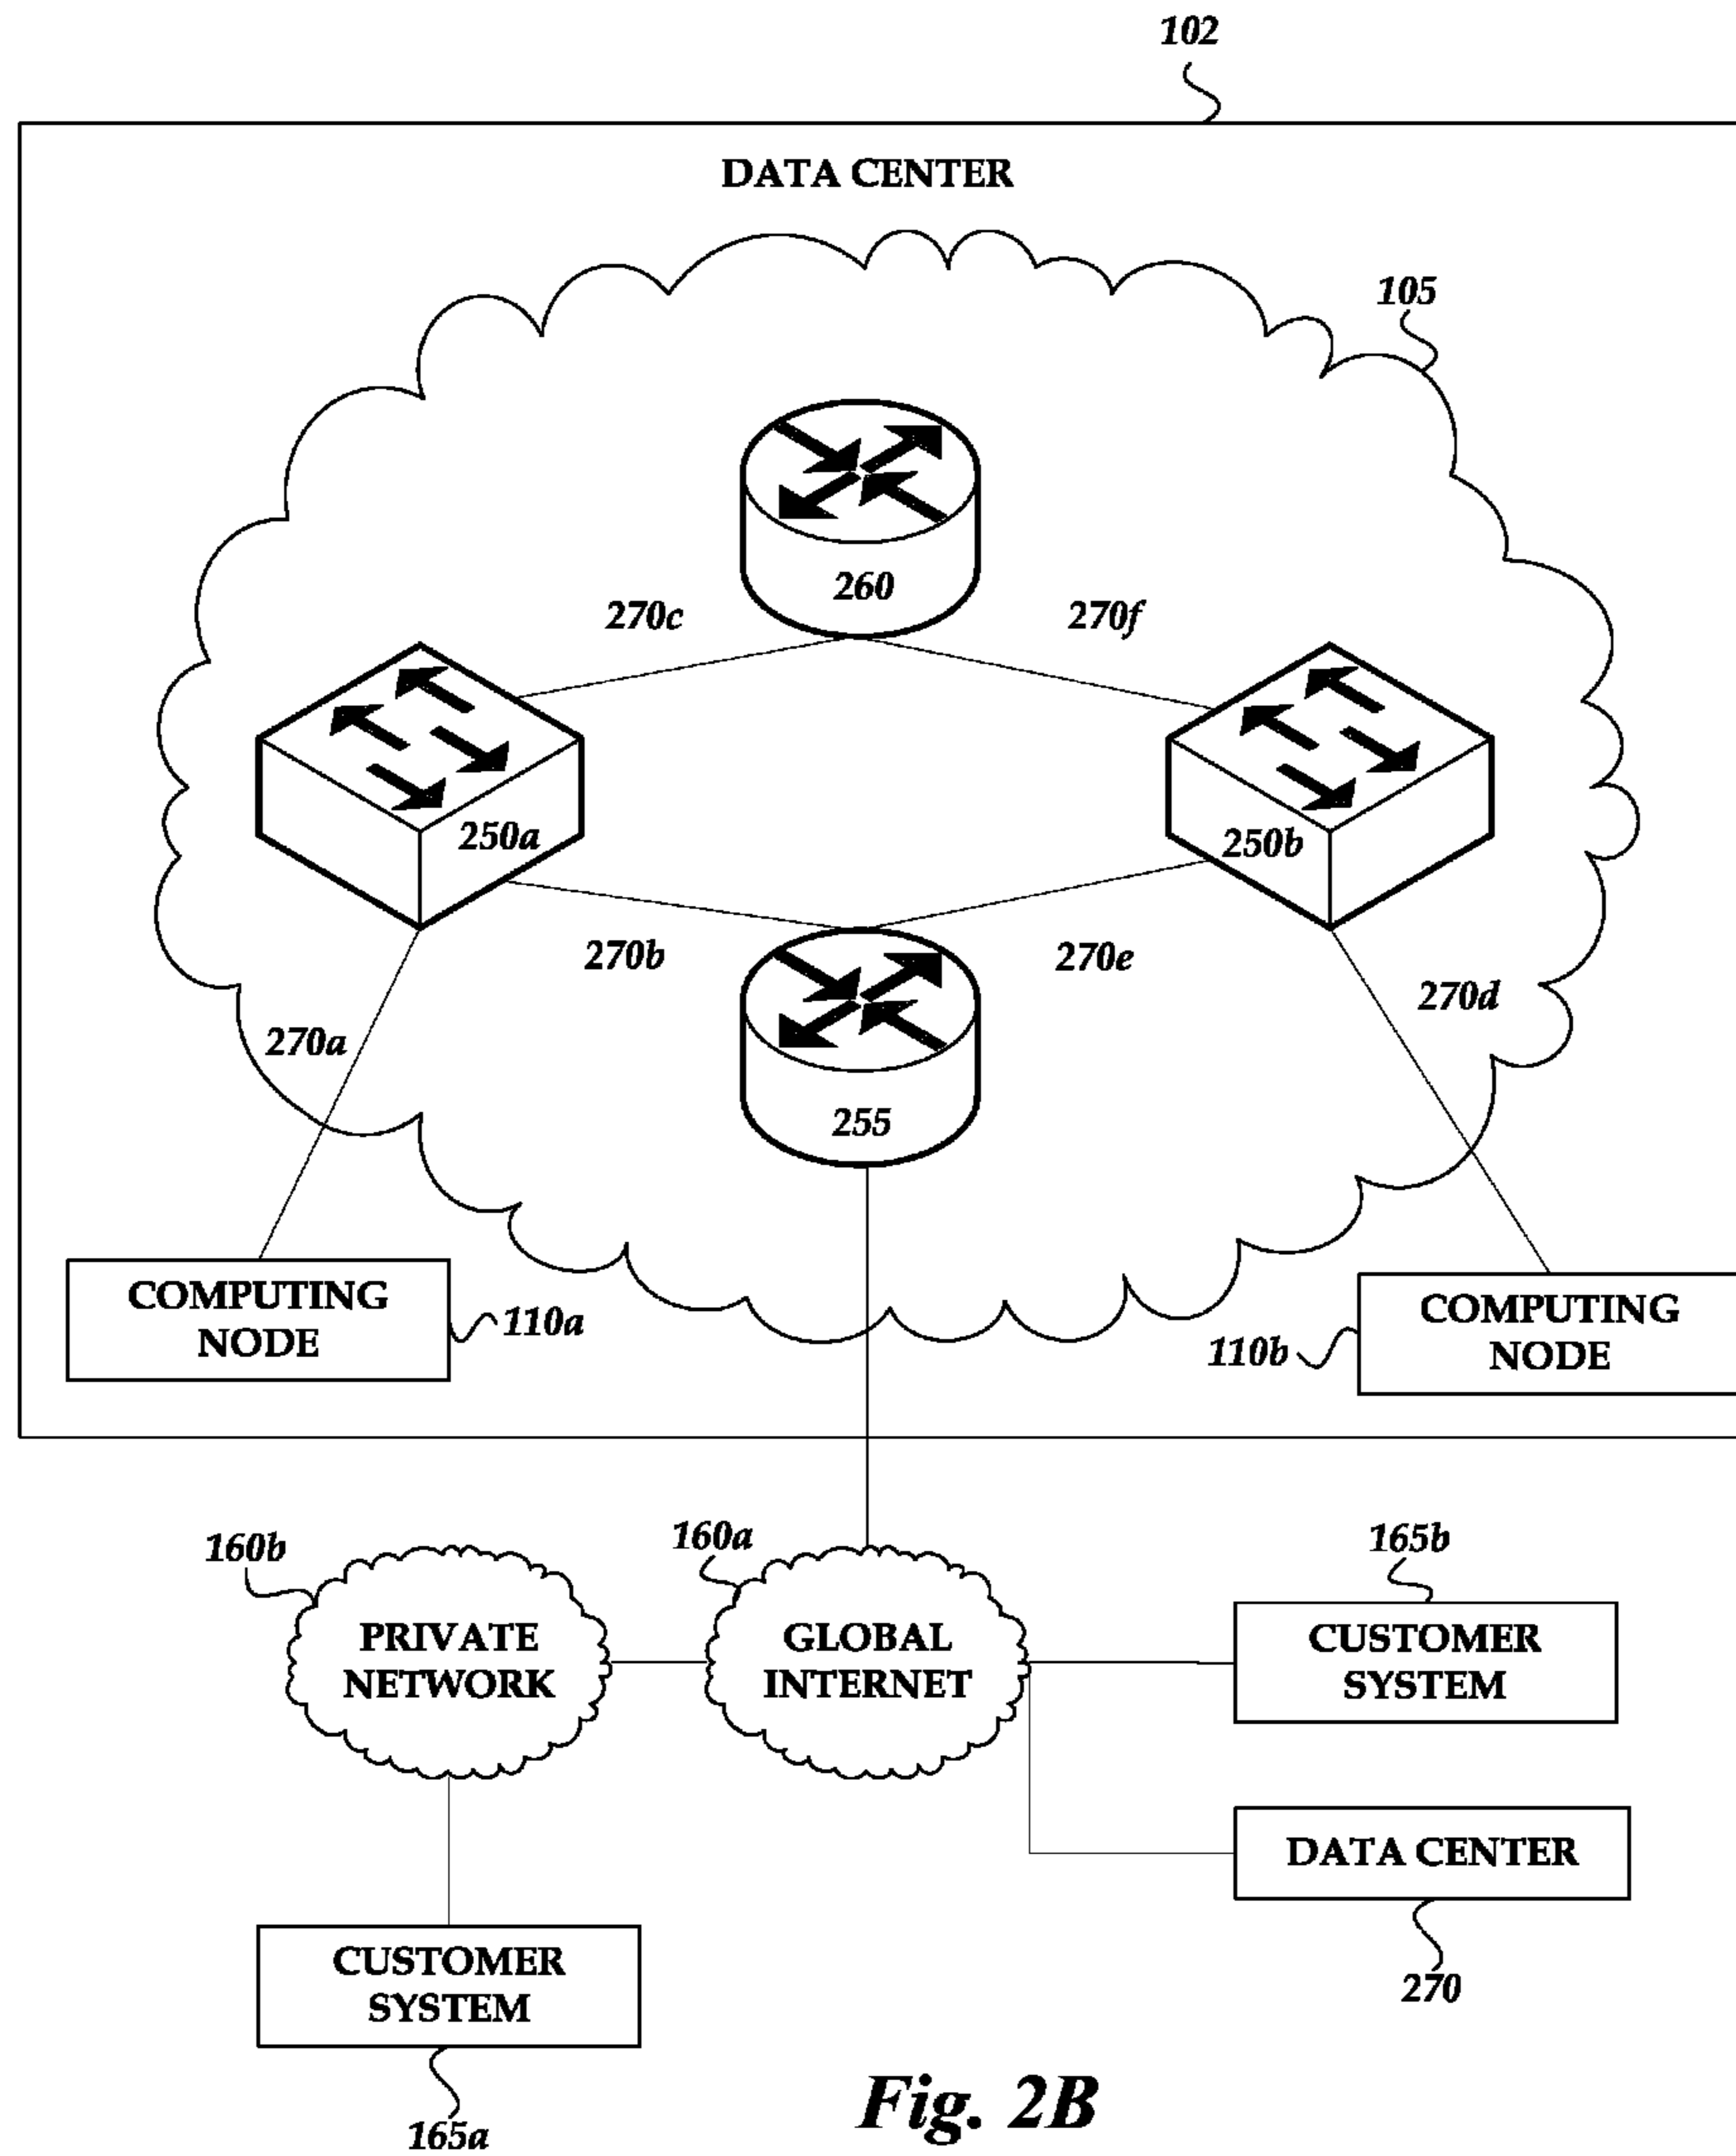 102
DATA CENTER
105
260
270c
270f
250a
250b
270b
270e
270d
270a
255
COMPUTING
NODE
110a
COMPUTING
NODE
110b
160b
160a
165b
PRIVATE
NETWORK
GLOBAL
INTERNET
CUSTOMER
SYSTEM
DATA CENTER
270
CUSTOMER
SYSTEM
165a
Fig. 2B